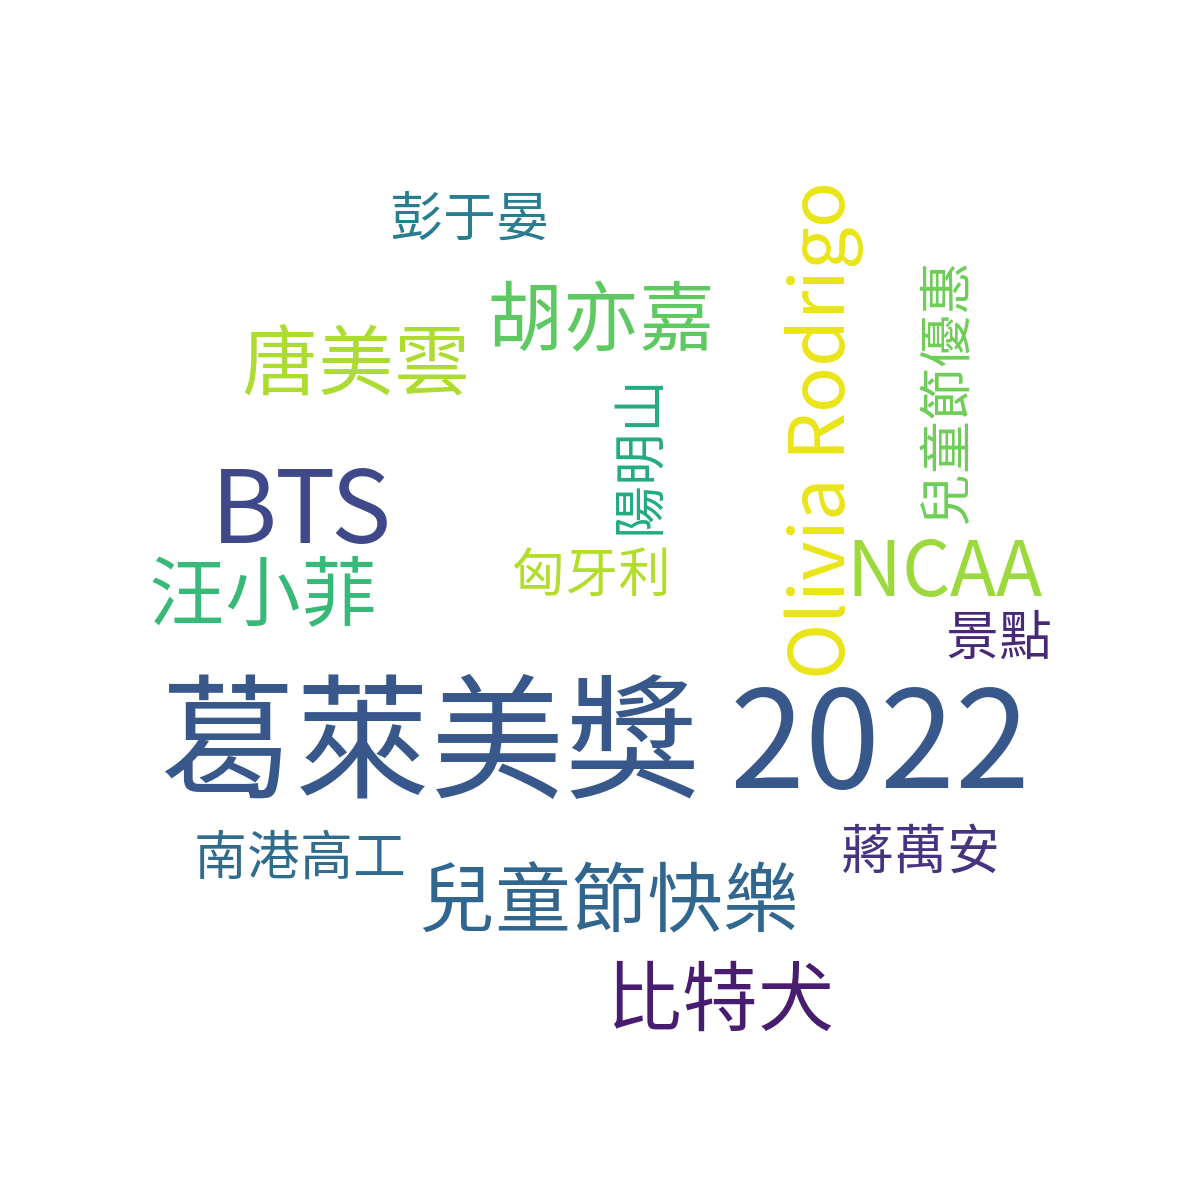 彭于晏
胡亦嘉
唐美雲
Olivia Rodrigo
兒童節優惠
陽明山
BTS
汪小菲
匈牙利
NCAA
景點
葛萊美獎 2022
南港高工
蔣萬安
兒童節快樂
比特犬